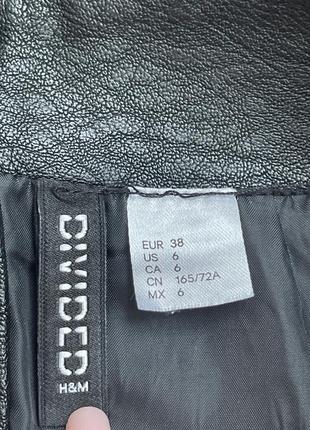 DIVIDED
H&M
EUR 38
US 6
CA 6
CN 165/72A
MX 6